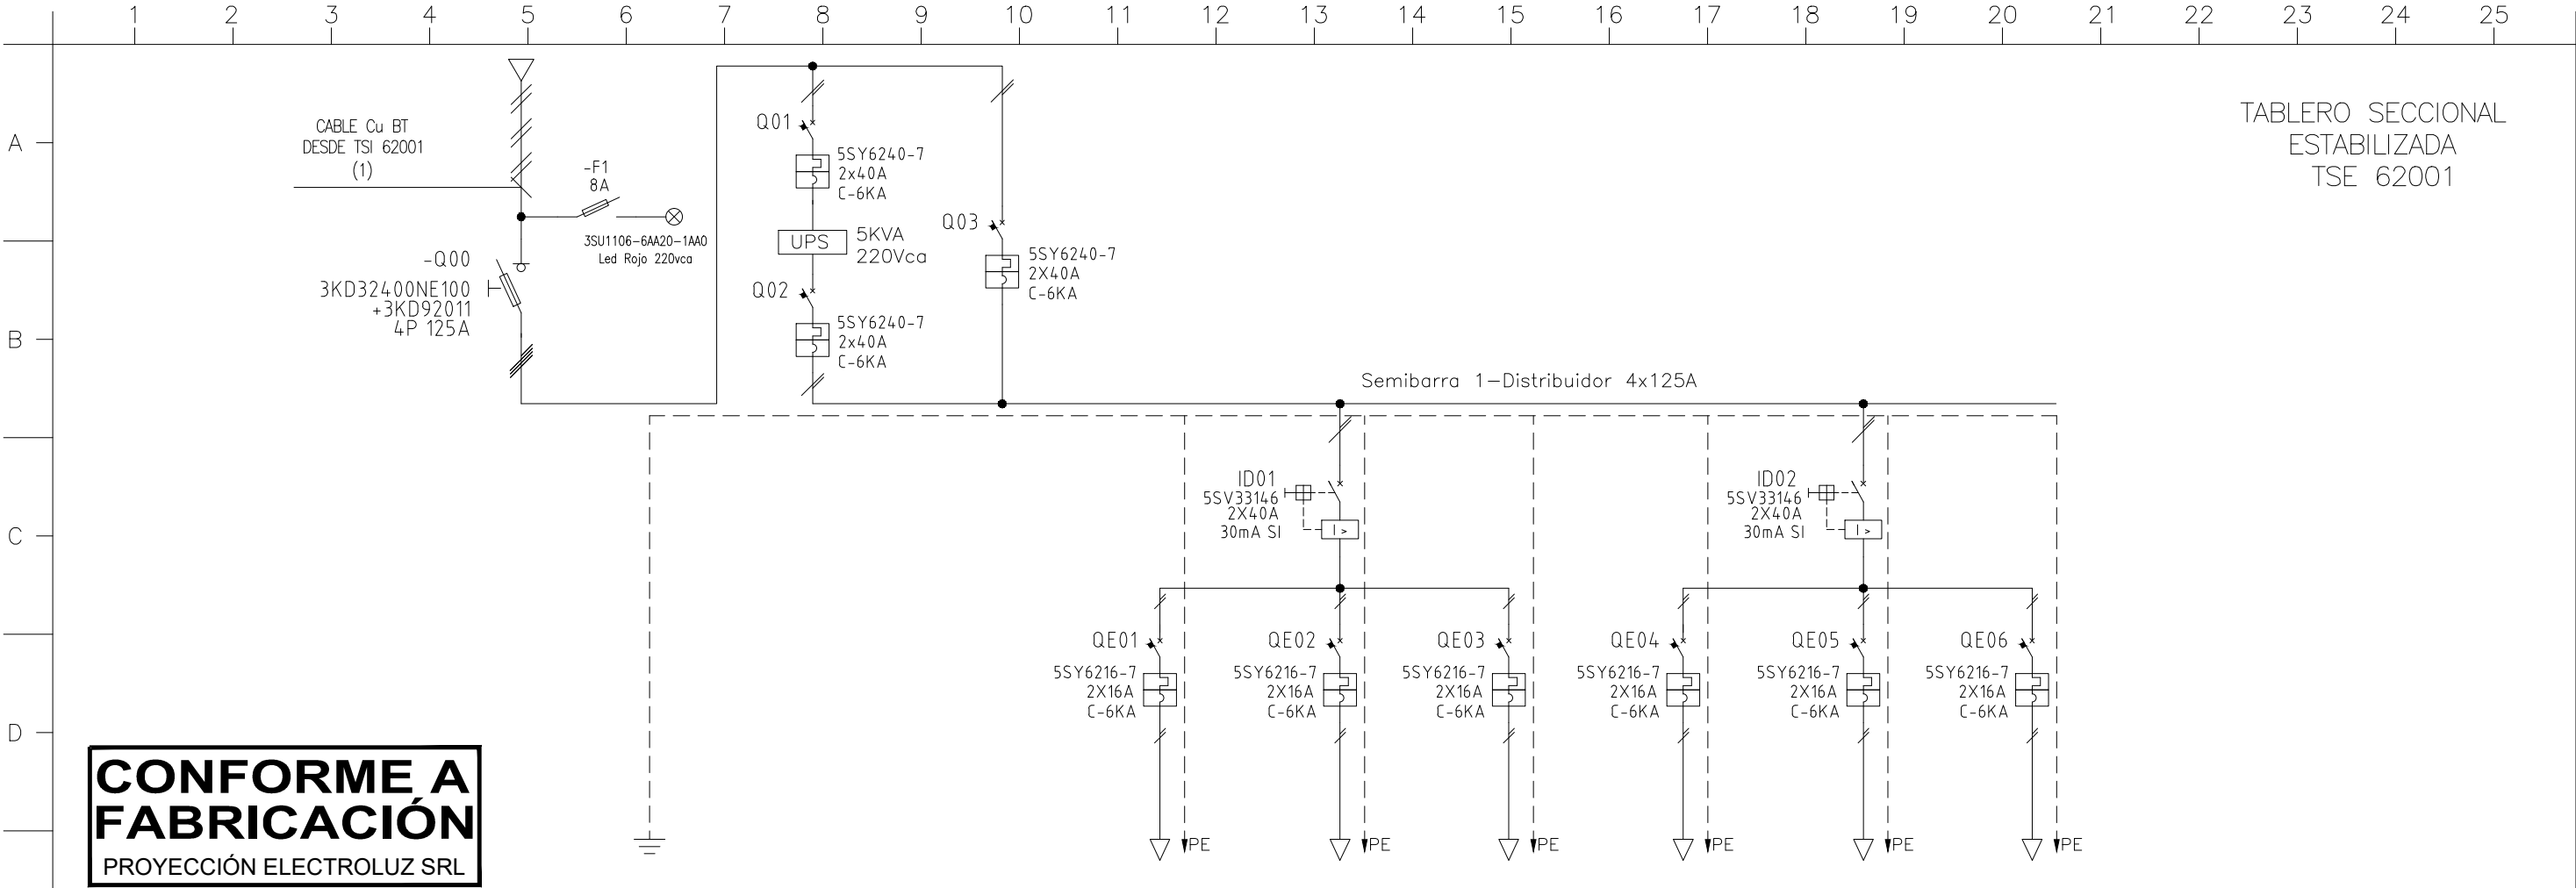 1 2 3 4 5 6 7 8 9 10 11 12 13 14 15 16 17 18 19 20 21 22 23 24 25
A
B
C
D
TABLERO SECCIONAL
ESTABILIZADA
TSE 62001
CABLE Cu BT
DESDE TSI 62001
(1)
-F1
8A
3SU1106-6AA20-1AA0
Led Rojo 220vca
-Q00
3KD32400NE100
+3KD92011
4P 125A
Q01
5SY6240-7
2x40A
C-6KA
UPS
5KVA
220Vca
Q02
5SY6240-7
2x40A
C-6KA
Q03
5SY6240-7
2X40A
C-6KA
Semibarra 1-Distribuidor 4x125A
ID01
5SV33146
2X40A
30mA SI
I >
ID02
5SV33146
2X40A
30mA SI
I >
QE01
5SY6216-7
2X16A
C-6KA
PE
QE02
5SY6216-7
2X16A
C-6KA
PE
QE03
5SY6216-7
2X16A
C-6KA
PE
QE04
5SY6216-7
2X16A
C-6KA
PE
QE05
5SY6216-7
2X16A
C-6KA
PE
QE06
5SY6216-7
2X16A
C-6KA
PE
CONFORME A
FABRICACIÓN
PROYECCIÓN ELECTROLUZ SRL